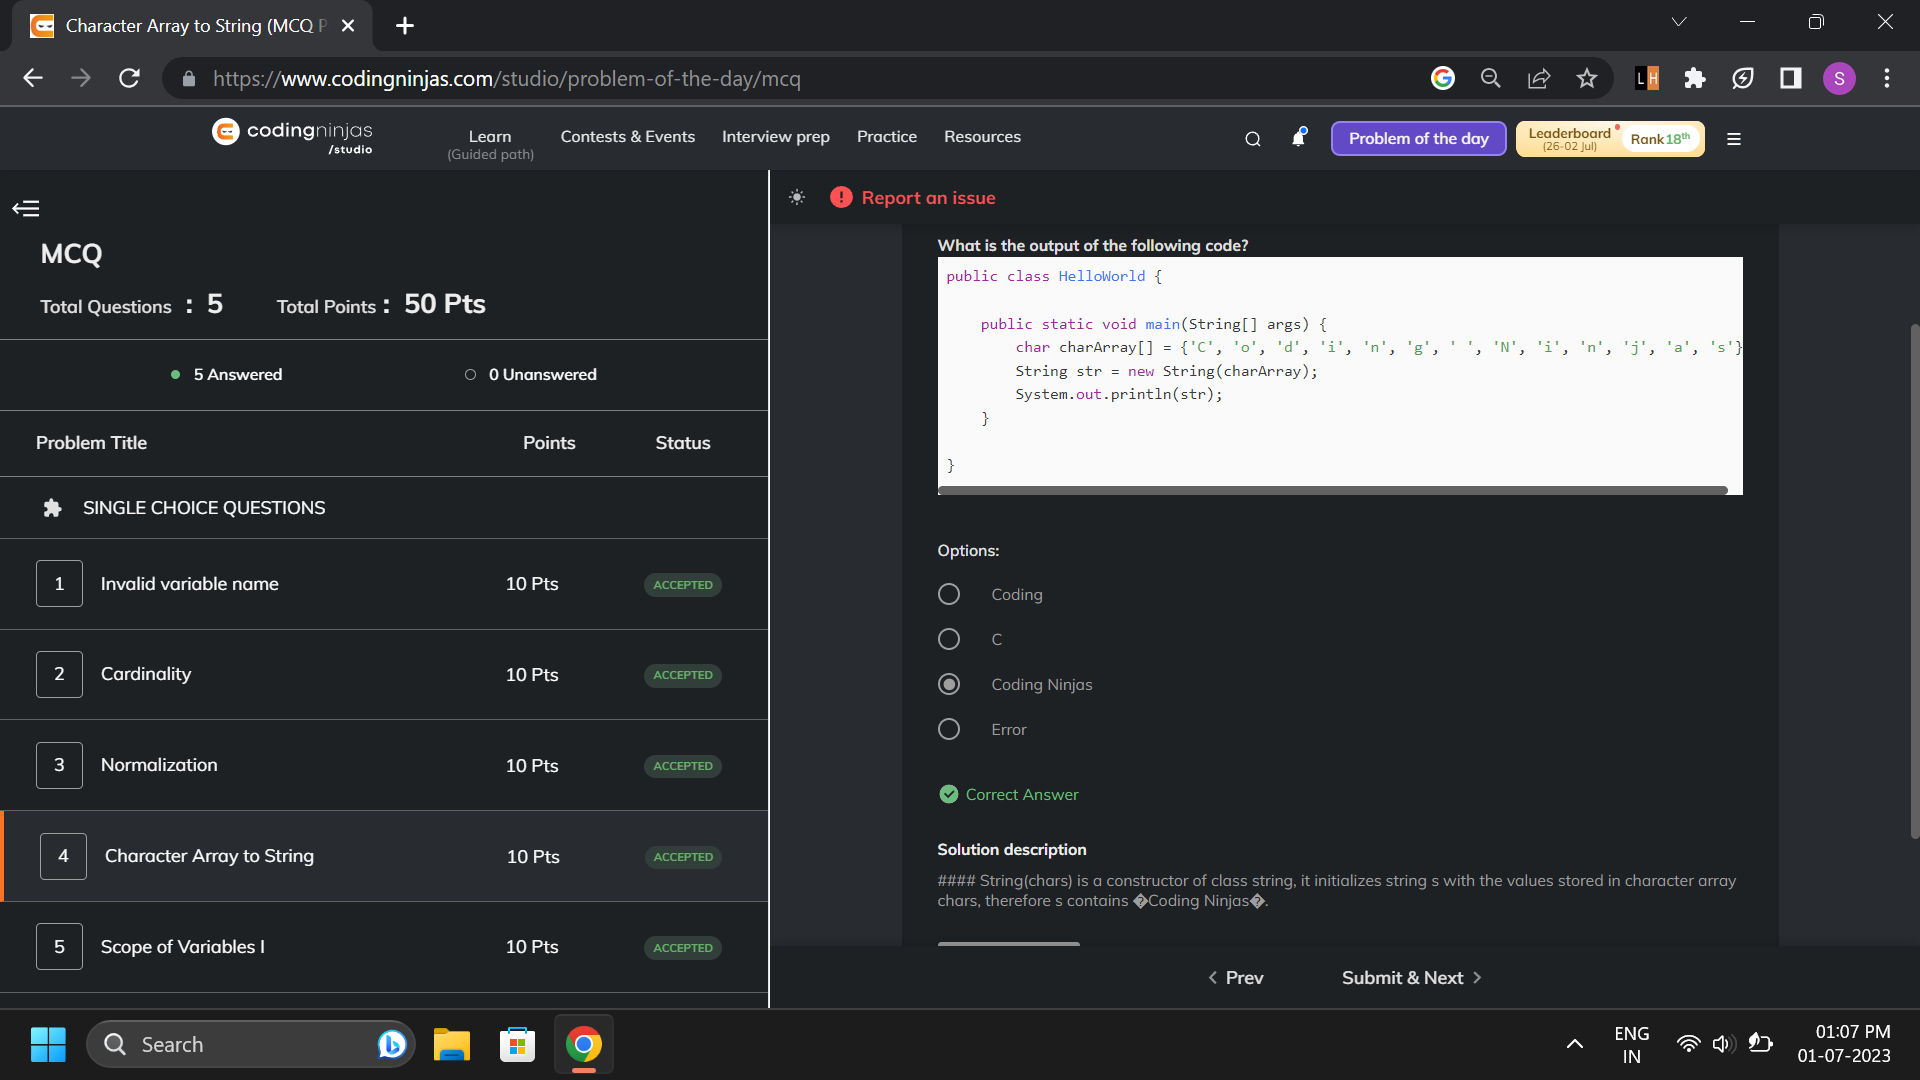 Character Array to String (MCQ P
https://www.codingninjas.com/studio/problem-of-the-day/mcq
LH
S
codingninjas
/studio
Learn
(Guided path)
Contests & Events
Interview prep
Practice
Resources
Problem of the day
Leaderboard
(26-02 Jul)
Rank 18th
Report an issue
MCQ
Total Questions : 5 Total Points : 50 Pts
5 Answered 0 Unanswered
Problem Title Points Status
SINGLE CHOICE QUESTIONS
1 Invalid variable name 10 Pts ACCEPTED
2 Cardinality 10 Pts ACCEPTED
3 Normalization 10 Pts ACCEPTED
4 Character Array to String 10 Pts ACCEPTED
5 Scope of Variables I 10 Pts ACCEPTED
What is the output of the following code?
public class HelloWorld {
public static void main(String[] args) {
char charArray[] = {'C', 'o', 'd', 'i', 'n', 'g', ' ', 'N', 'i', 'n', 'j', 'a', 's'}
String str = new String(charArray);
System.out.println(str);
}
}
Options:
Coding
C
Coding Ninjas
Error
Correct Answer
Solution description
#### String(chars) is a constructor of class string, it initializes string s with the values stored in character array
chars, therefore s contains �Coding Ninjas�.
< Prev Submit & Next >
Search
ENG
IN
01:07 PM
01-07-2023